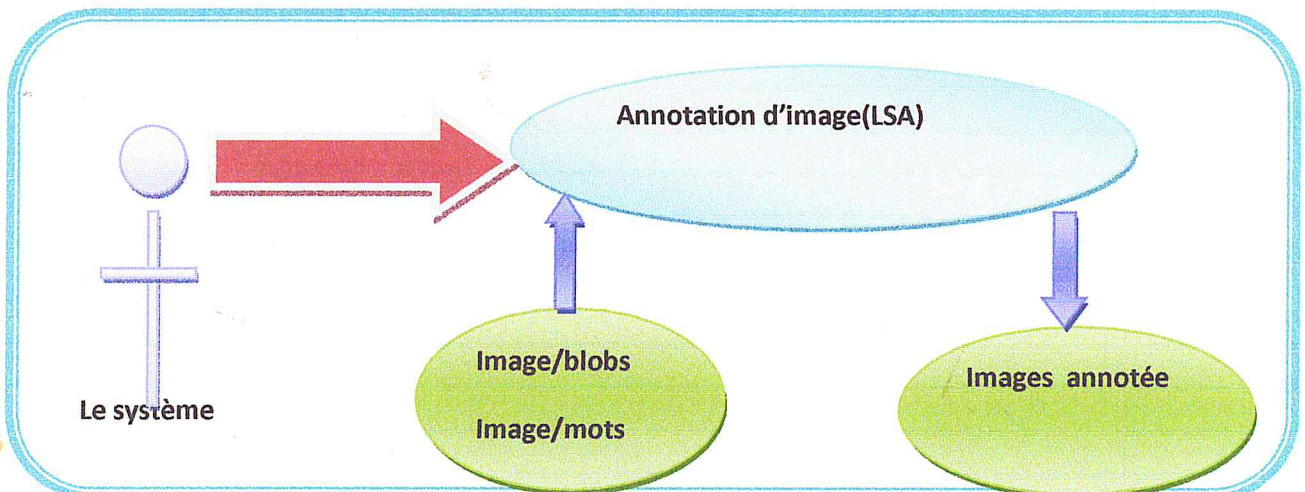 Annotation d'image(LSA)
Le système
Image/blobs
Image/mots
Images annotée